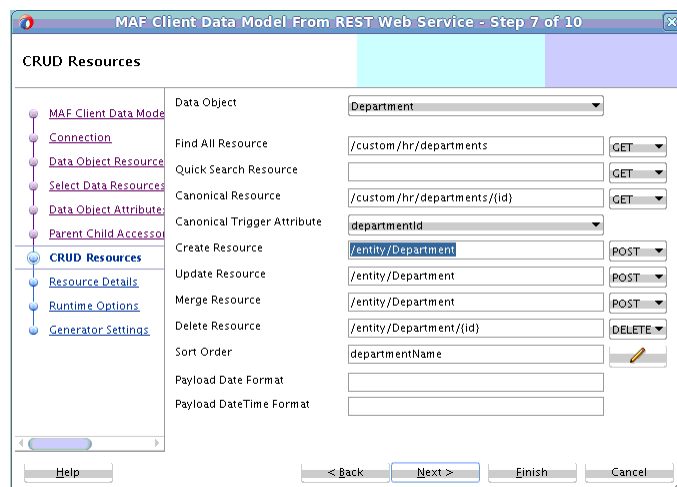 MAF Client Data Model From REST Web Service - Step 7 of 10
CRUD Resources
MAF Client Data Mode
Connection
Data Object Resource
Select Data Resources
Data Object Attribute
Parent Child Accesso
CRUD Resources
Resource Details
Runtime Options
Generator Settings
Data Object Department
Find All Resource /custom/hr/departments GET
Quick Search Resource GET
Canonical Resource /custom/hr/departments/{id} GET
Canonical Trigger Attribute departmentId
Create Resource /entity/Department POST
Update Resource /entity/Department POST
Merge Resource /entity/Department POST
Delete Resource /entity/Department/{id} DELETE
Sort Order departmentName
Payload Date Format
Payload DateTime Format
Help < Back Next > Finish Cancel